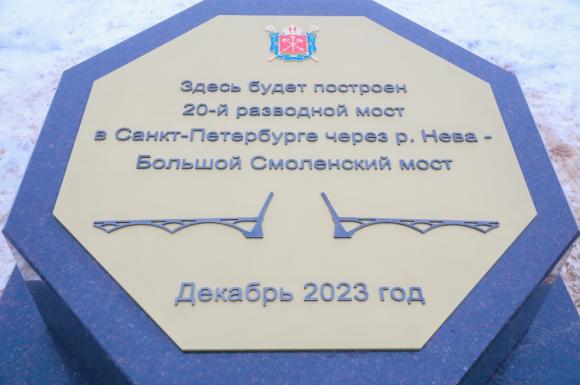 Здесь будет построен
20-й разводной мост
в Санкт-Петербурге через р. Нева -
Большой Смоленский мост
Декабрь 2023 год